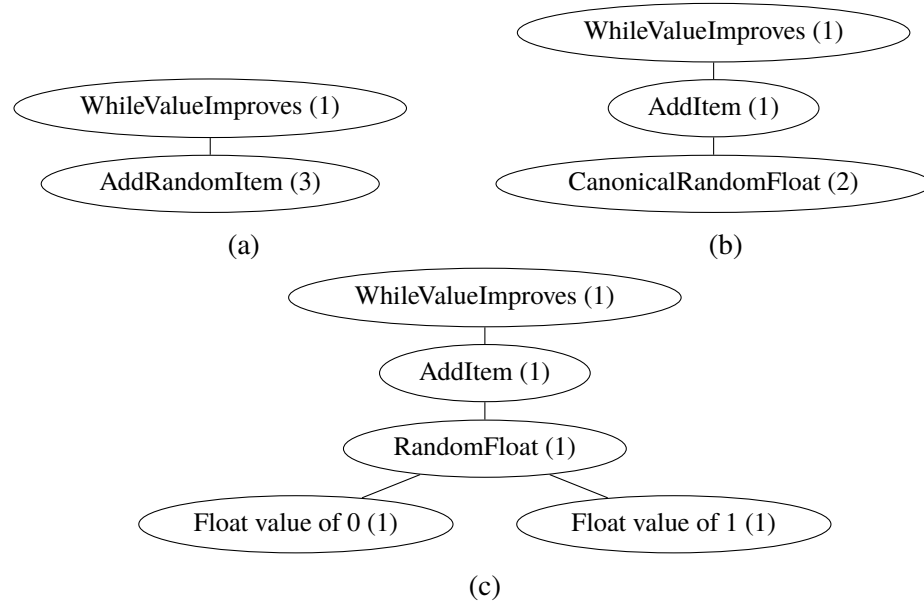 WhileValueImproves (1)
AddRandomItem (3)
(a)
WhileValueImproves (1)
AddItem (1)
CanonicalRandomFloat (2)
(b)
WhileValueImproves (1)
AddItem (1)
RandomFloat (1)
Float value of 0 (1)
Float value of 1 (1)
(c)